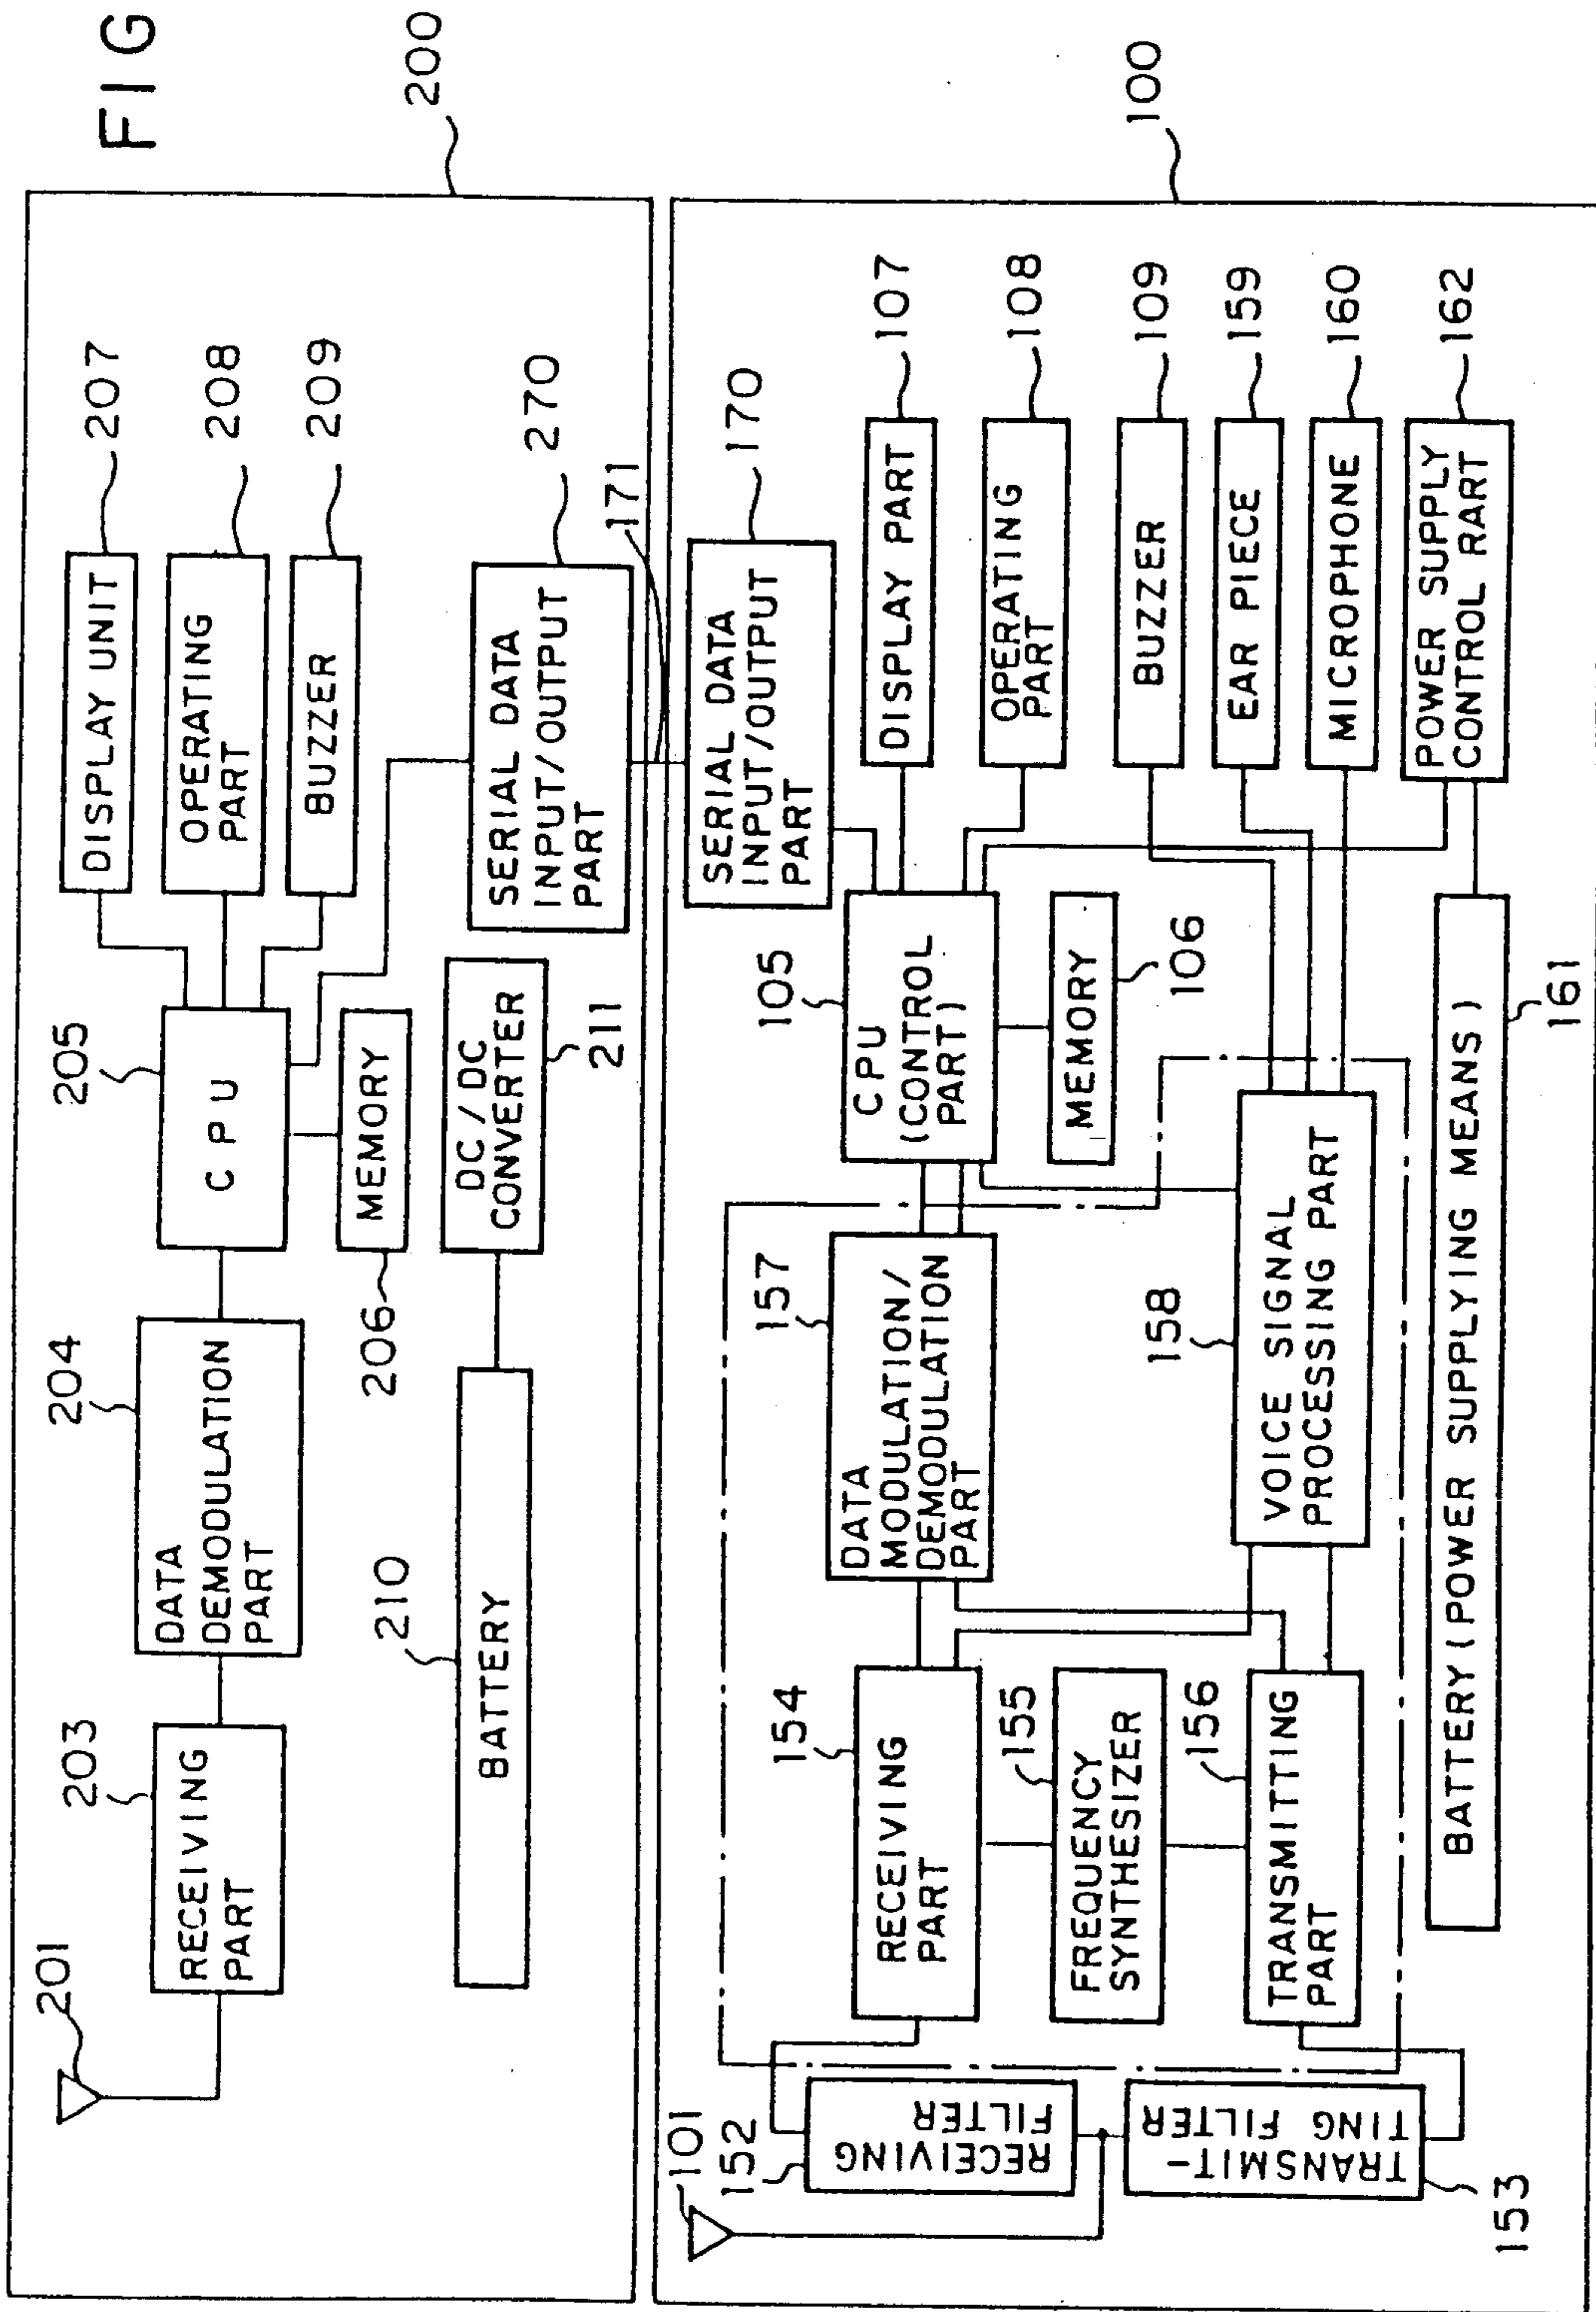 FIG
200
201
203
RECEIVING
PART
204
DATA
DEMODULATION
PART
205
CPU
206
MEMORY
207
DISPLAY UNIT
208
OPERATING
PART
209
BUZZER
210
BATTERY
211
DC/DC
CONVERTER
270
SERIAL DATA
INPUT/OUTPUT
PART
171
100
101
152
RECEIVING
FILTER
153
TRANSMIT-
TING FILTER
154
RECEIVING
PART
155
FREQUENCY
SYNTHESIZER
156
TRANSMITTING
PART
157
DATA
MODULATION/
DEMODULATION
PART
158
VOICE SIGNAL
PROCESSING PART
105
CPU
(CONTROL
PART)
106
MEMORY
170
SERIAL DATA
INPUT/OUTPUT
PART
107
DISPLAY PART
108
OPERATING
PART
109
BUZZER
159
EAR PIECE
160
MICROPHONE
162
POWER SUPPLY
CONTROL RART
161
BATTERY (POWER SUPPLYING MEANS)